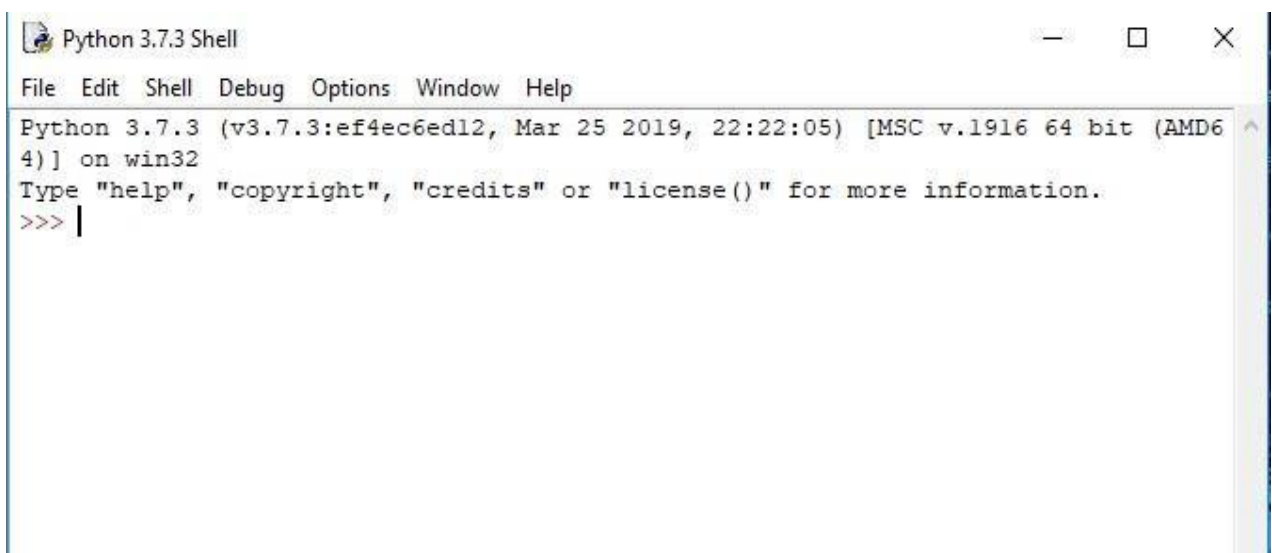 Python 3.7.3 Shell
File Edit Shell Debug Options Window Help
Python 3.7.3 (v3.7.3:ef4ec6ed12, Mar 25 2019, 22:22:05) [MSC v.1916 64 bit (AMD6
4)] on win32
Type "help", "copyright", "credits" or "license()" for more information.
>>>